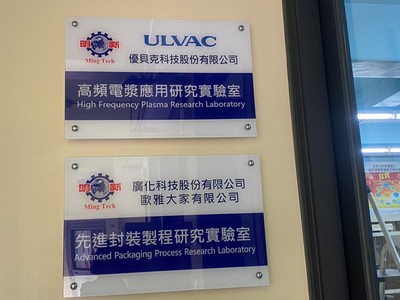 明新
Ming Tech
ULVAC
優貝克科技股份有限公司
高頻電漿應用研究實驗室
High Frequency Plasma Research Laboratory
明新
Ming Tech
廣化科技股份有限公司
歐雅大家有限公司
先進封裝製程研究實驗室
Advanced Packaging Process Research Laboratory